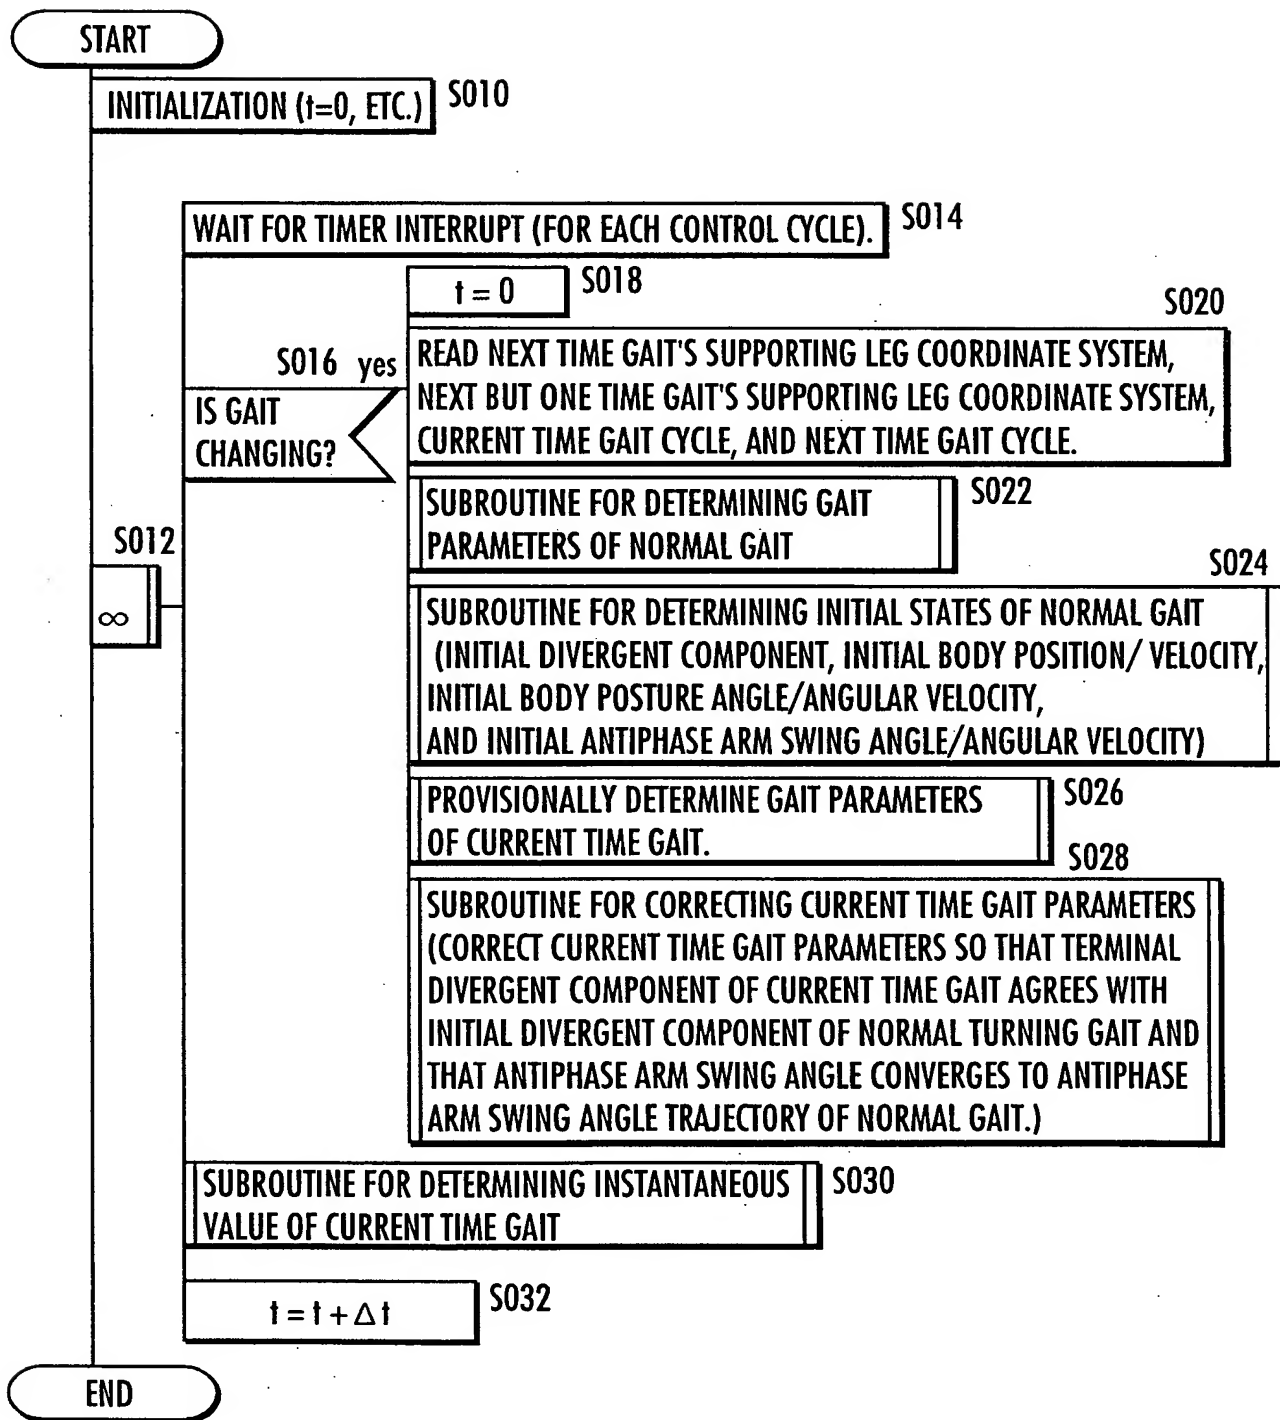 START
INITIALIZATION (t=0, ETC.)
S010
WAIT FOR TIMER INTERRUPT (FOR EACH CONTROL CYCLE).
S014
t = 0
S018
S020
S016 yes
READ NEXT TIME GAIT'S SUPPORTING LEG COORDINATE SYSTEM,
NEXT BUT ONE TIME GAIT'S SUPPORTING LEG COORDINATE SYSTEM,
CURRENT TIME GAIT CYCLE, AND NEXT TIME GAIT CYCLE.
IS GAIT
CHANGING?
SUBROUTINE FOR DETERMINING GAIT
PARAMETERS OF NORMAL GAIT
S022
S012
∞
S024
SUBROUTINE FOR DETERMINING INITIAL STATES OF NORMAL GAIT
(INITIAL DIVERGENT COMPONENT, INITIAL BODY POSITION/ VELOCITY,
INITIAL BODY POSTURE ANGLE/ANGULAR VELOCITY,
AND INITIAL ANTIPHASE ARM SWING ANGLE/ANGULAR VELOCITY)
PROVISIONALLY DETERMINE GAIT PARAMETERS
OF CURRENT TIME GAIT.
S026
S028
SUBROUTINE FOR CORRECTING CURRENT TIME GAIT PARAMETERS
(CORRECT CURRENT TIME GAIT PARAMETERS SO THAT TERMINAL
DIVERGENT COMPONENT OF CURRENT TIME GAIT AGREES WITH
INITIAL DIVERGENT COMPONENT OF NORMAL TURNING GAIT AND
THAT ANTIPHASE ARM SWING ANGLE CONVERGES TO ANTIPHASE
ARM SWING ANGLE TRAJECTORY OF NORMAL GAIT.)
SUBROUTINE FOR DETERMINING INSTANTANEOUS
VALUE OF CURRENT TIME GAIT
S030
t = t + Δ t
S032
END